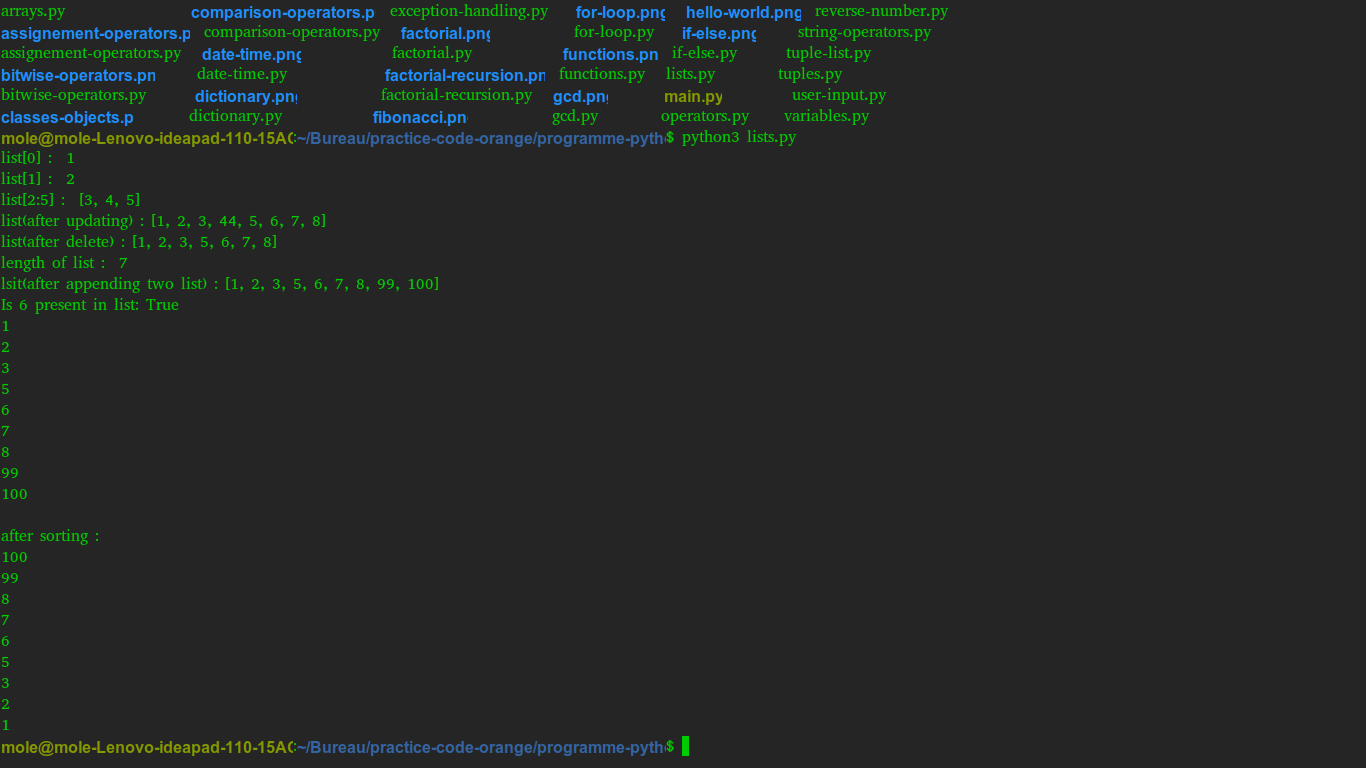 arrays.py comparison-operators.p exception-handling.py for-loop.png hello-world.png reverse-number.py
assignement-operators.p comparison-operators.py factorial.png for-loop.py if-else.png string-operators.py
assignement-operators.py date-time.png factorial.py functions.pn if-else.py tuple-list.py
bitwise-operators.pn date-time.py factorial-recursion.pn functions.py lists.py tuples.py
bitwise-operators.py dictionary.png factorial-recursion.py gcd.png main.py user-input.py
classes-objects.p dictionary.py fibonacci.pn gcd.py operators.py variables.py
mole@mole-Lenovo-ideapad-110-15AC:~/Bureau/practice-code-orange/programme-pyth$ python3 lists.py
list[0] : 1
list[1] : 2
list[2:5] : [3, 4, 5]
list(after updating) : [1, 2, 3, 44, 5, 6, 7, 8]
list(after delete) : [1, 2, 3, 5, 6, 7, 8]
length of list : 7
lsit(after appending two list) : [1, 2, 3, 5, 6, 7, 8, 99, 100]
Is 6 present in list: True
1
2
3
5
6
7
8
99
100
after sorting :
100
99
8
7
6
5
3
2
1
mole@mole-Lenovo-ideapad-110-15AC:~/Bureau/practice-code-orange/programme-pyth$